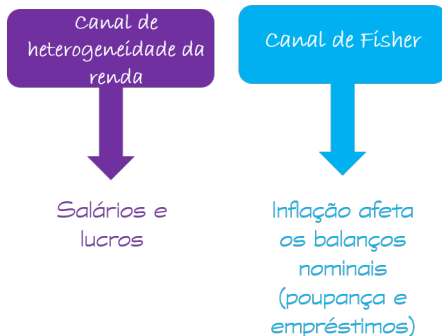 Canal de
heterogeneidade da
renda
Canal de Fisher
Salários e
lucros
Inflação afeta
os balanços
nominais
(poupança e
empréstimos)